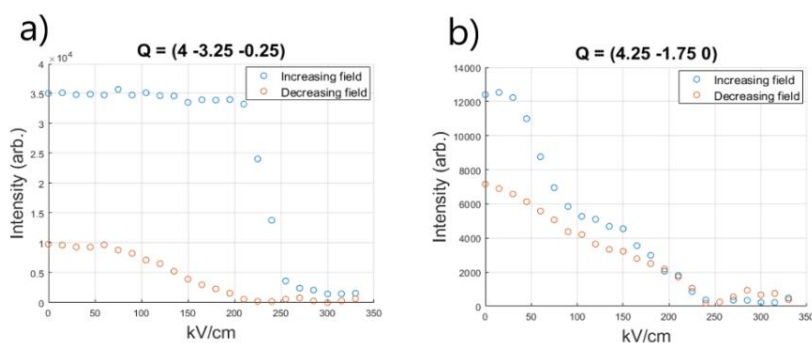 a)
Q = (4 -3.25 -0.25)
×10⁴
4
3.5
3
2.5
2
1.5
1
0.5
0
Intensity (arb.)
Increasing field
Decreasing field
0 50 100 150 200 250 300 350
kV/cm
b)
Q = (4.25 -1.75 0)
14000
12000
10000
8000
6000
4000
2000
0
Intensity (arb.)
Increasing field
Decreasing field
0 50 100 150 200 250 300 350
kV/cm